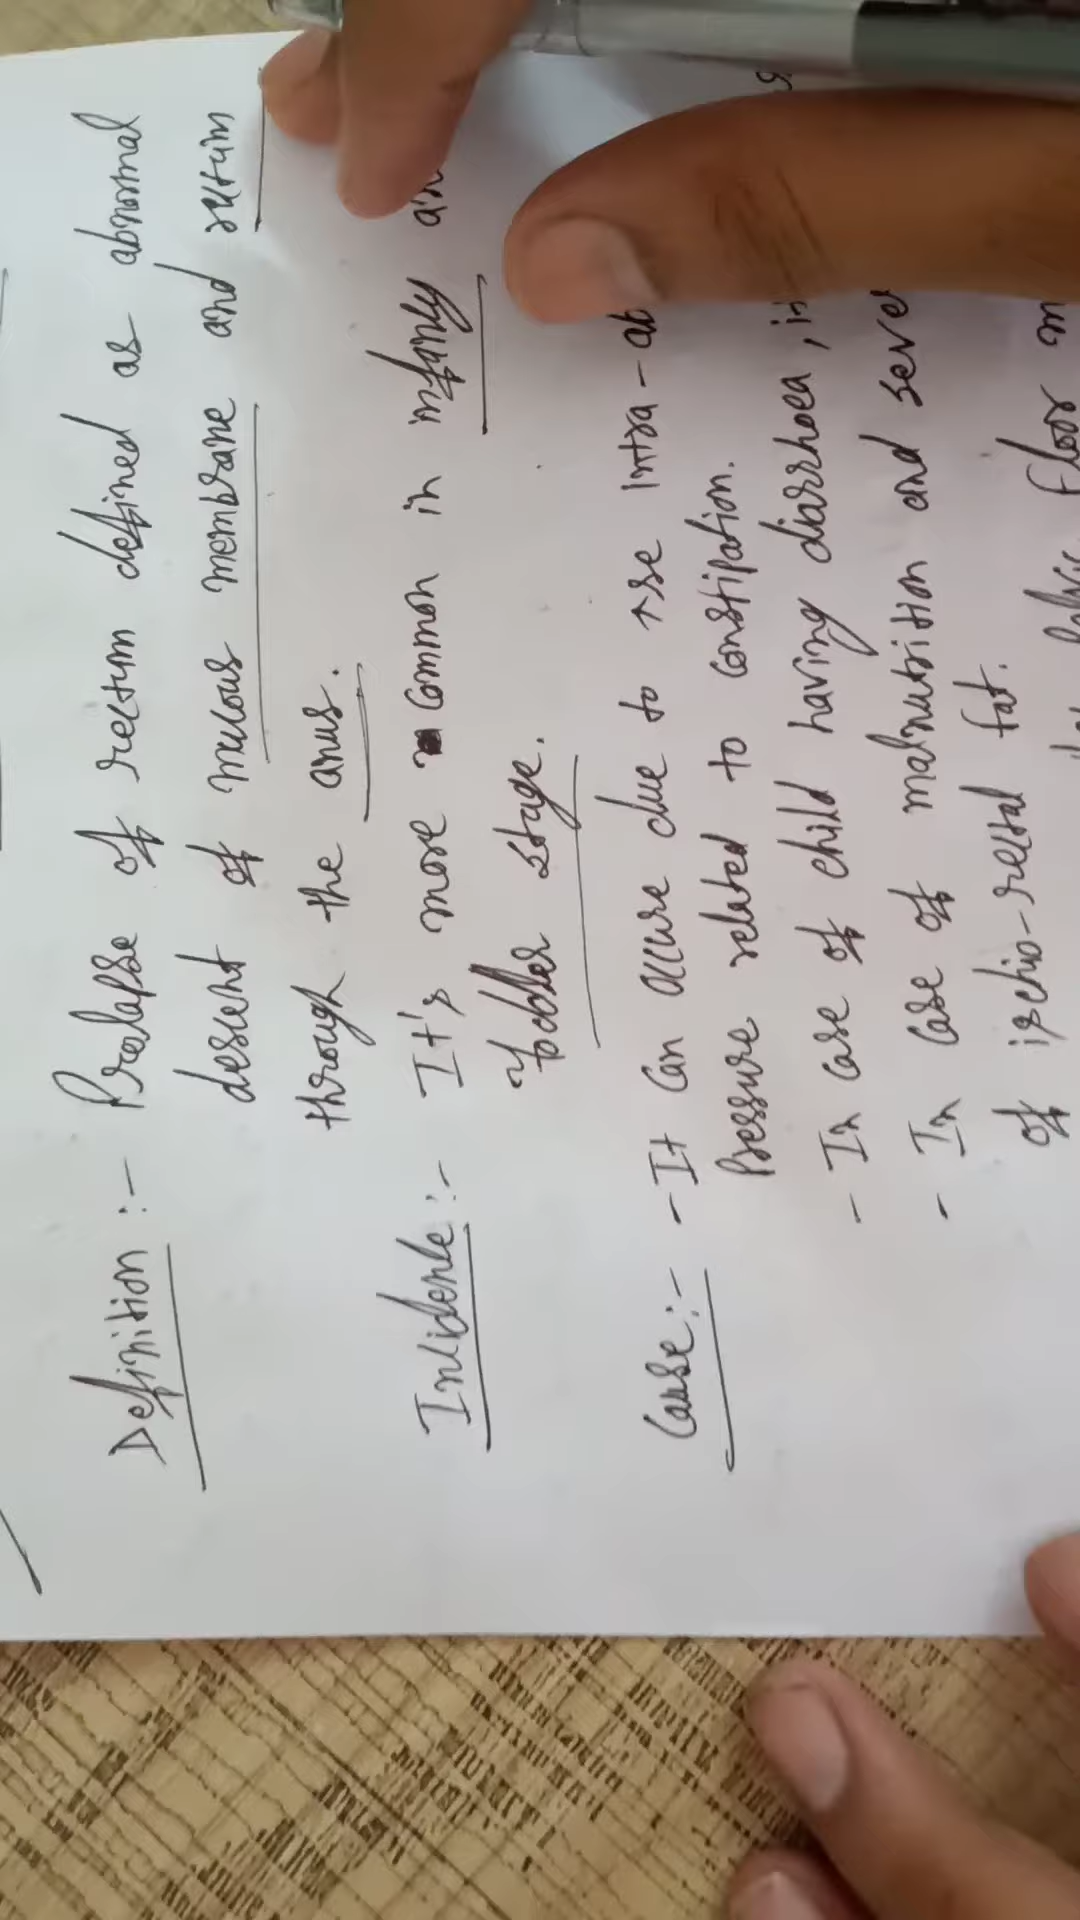 Definition :- Prolapse of rectum defined as abnormal
descent of mucous membrane and rectum
through the anus.
Incidence :- It's more common in infancy
Toddler stage.
Cause :- - It can occure due to ↑se intra-
pressure related to constipation.
- In case of child having diarrhoea,
- In case of malnutrition and
of ischio-rectal fat.
floor